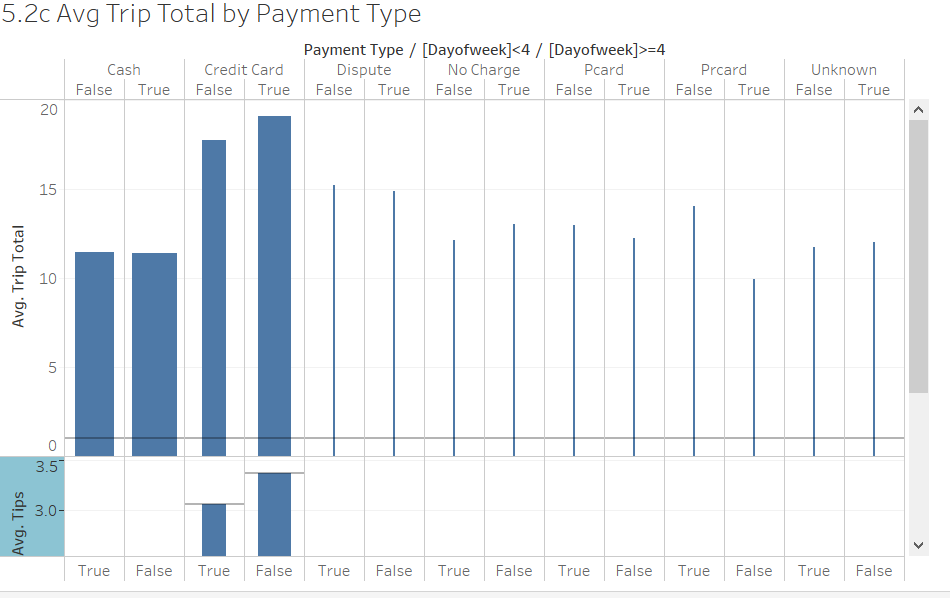 5.2c Avg Trip Total by Payment Type
Payment Type / [Dayofweek]<4 / [Dayofweek]>=4
Cash Credit Card Dispute No Charge Pcard Prcard Unknown
False True False True False True False True False True False True False True
20
15
10
5
0
Avg. Trip Total
3.5
3.0
Avg. Tips
True False True False True False True False True False True False True False